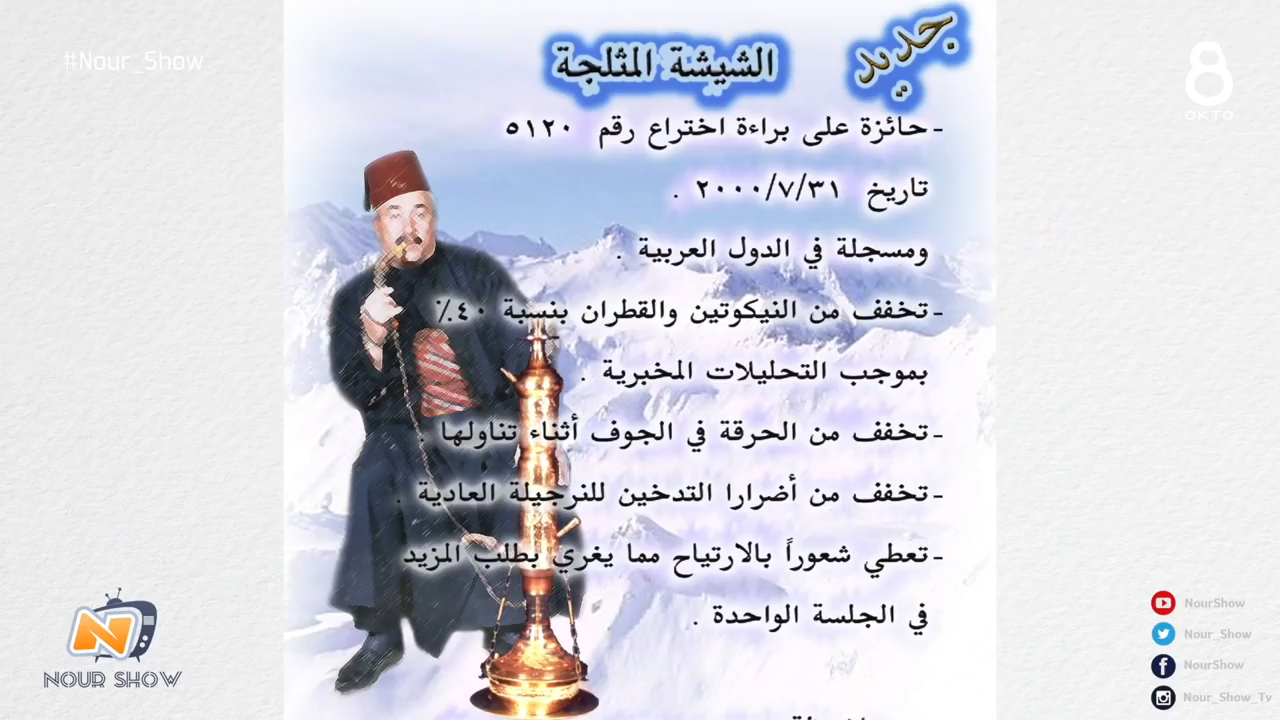 #Nour_Show
8
OKTO
جديد
الشيشة المثلجة
-حائزة على براءة اختراع رقم ٥١٢٠
تاريخ ٢٠٠٠/٧/٣١ .
ومسجلة في الدول العربية .
-تخفف من النيكوتين والقطران بنسبة ٤٠٪
بموجب التحليلات المخبرية .
-تخفف من الحرقة في الجوف أثناء تناولها .
-تخفف من أضرارا التدخين للنرجيلة العادية .
-تعطي شعوراً بالارتياح مما يغري بطلب المزيد
في الجلسة الواحدة .
N
NOUR SHOW
NourShow
Nour_Show
NourShow
Nour_Show_Tv